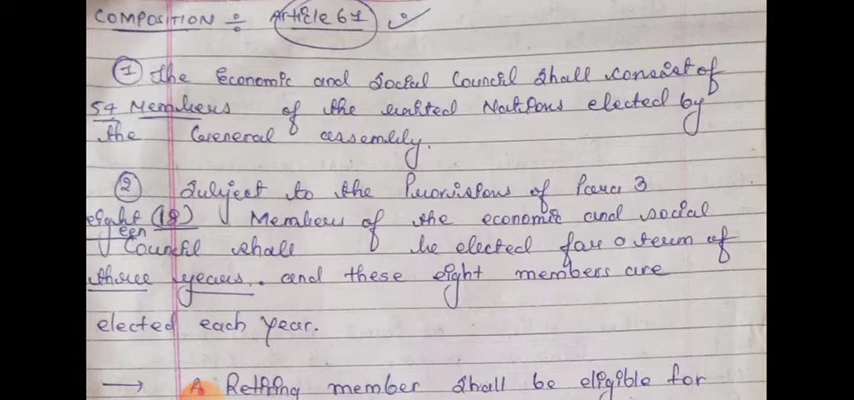 COMPOSITION ÷ Article 61
① The Economic and Social Council shall consist of
54 Members of the united Nations elected by
the General assembly.
② Subject to the Provisions of Para 3
eighteen (18) Members of the economic and social
Council shall be elected for a term of
three years. and these eight members are
elected each year.
→ A Retiring member shall be eligible for